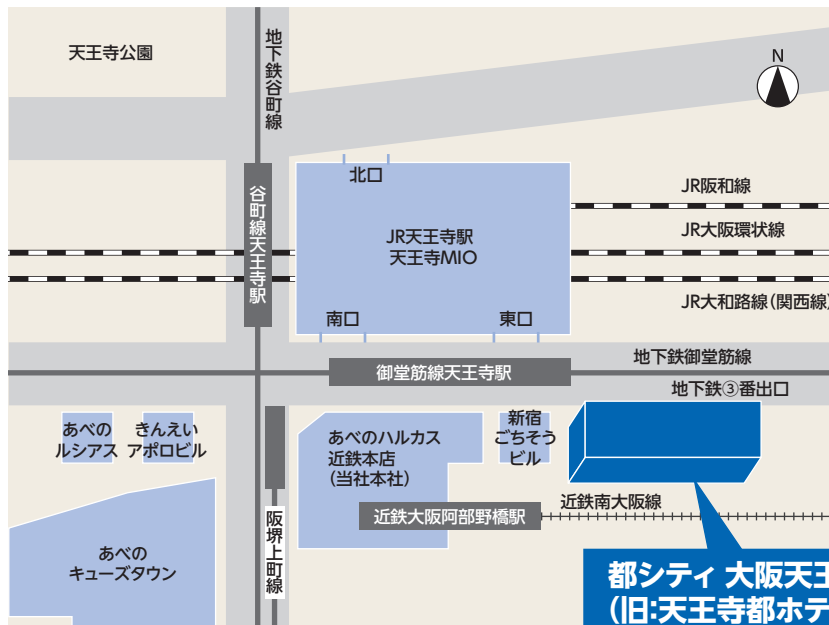 天王寺公園
地下鉄谷町線
N
北口
JR阪和線
谷町線天王寺駅
JR天王寺駅
天王寺MIO
JR大阪環状線
JR大和路線(関西線)
南口
東口
地下鉄御堂筋線
御堂筋線天王寺駅
地下鉄③番出口
あべの
ルシアス
きんえい
アポロビル
あべのハルカス
近鉄本店
(当社本社)
新宿
ごちそう
ビル
近鉄南大阪線
近鉄大阪阿部野橋駅
阪堺上町線
あべの
キューズタウン
都シティ 大阪天王
(旧:天王寺都ホテ